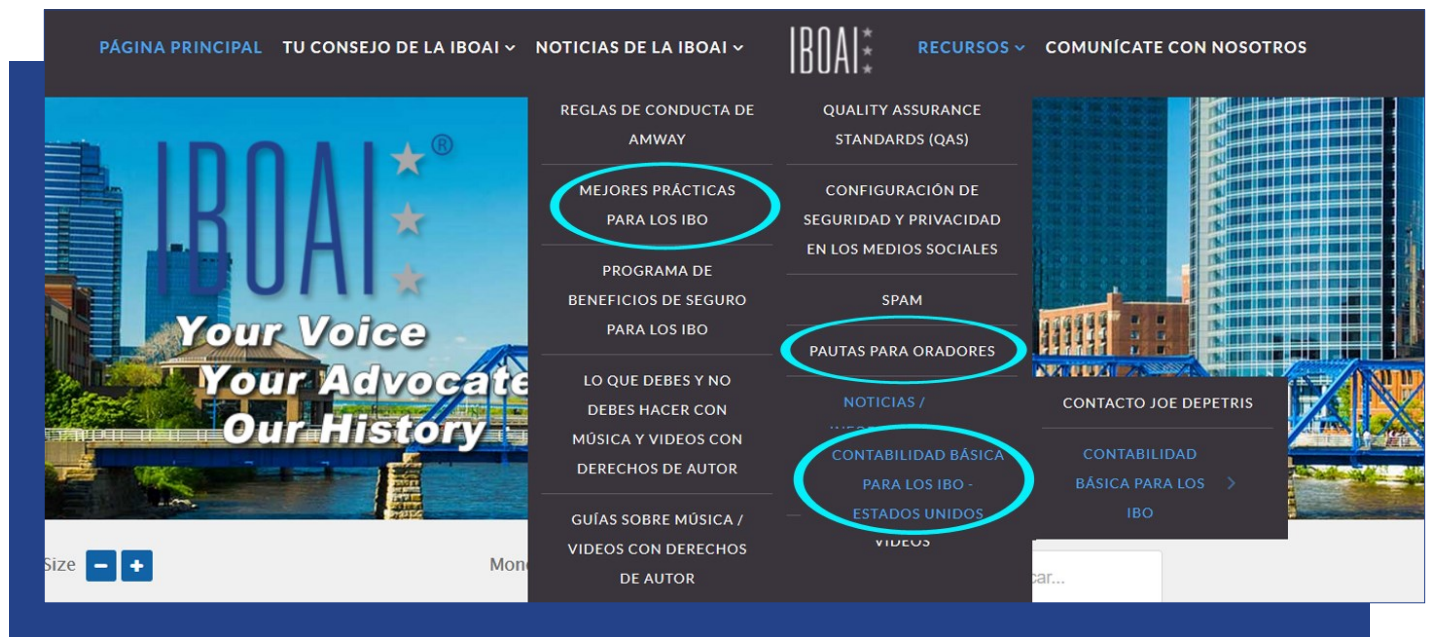 PÁGINA PRINCIPAL TU CONSEJO DE LA IBOAI NOTICIAS DE LA IBOAI IBOAI RECURSOS COMUNÍCATE CON NOSOTROS
IBOAI®
Your Voice
Your Advocate
Our History
REGLAS DE CONDUCTA DE
AMWAY
MEJORES PRÁCTICAS
PARA LOS IBO
PROGRAMA DE
BENEFICIOS DE SEGURO
PARA LOS IBO
LO QUE DEBES Y NO
DEBES HACER CON
MÚSICA Y VIDEOS CON
DERECHOS DE AUTOR
GUÍAS SOBRE MÚSICA /
VIDEOS CON DERECHOS
DE AUTOR
QUALITY ASSURANCE
STANDARDS (QAS)
CONFIGURACIÓN DE
SEGURIDAD Y PRIVACIDAD
EN LOS MEDIOS SOCIALES
SPAM
PAUTAS PARA ORADORES
NOTICIAS /
CONTABILIDAD BÁSICA
PARA LOS IBO -
ESTADOS UNIDOS
VIDEOS
CONTACTO JOE DEPETRIS
CONTABILIDAD
BÁSICA PARA LOS
IBO
Size - +